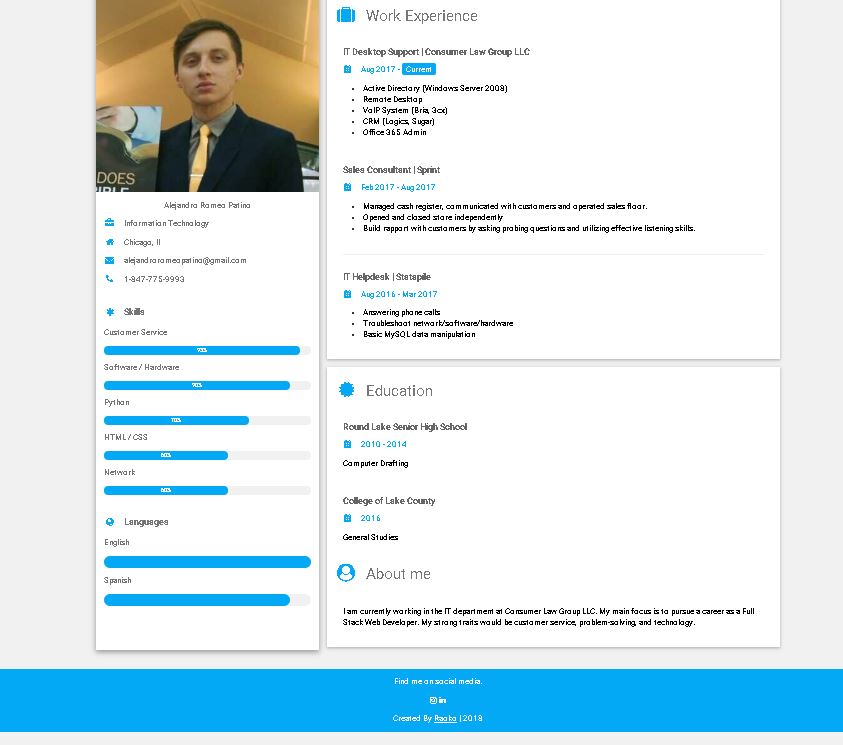 DOES
IBLE
Alejandro Romeo Patino
Information Technology
Chicago, Il
alejandroromeopatino@gmail.com
1-847-775-9993
Skills
Customer Service
95%
Software / Hardware
90%
Python
70%
HTML / CSS
60%
Network
60%
Languages
English
Spanish
Work Experience
IT Desktop Support | Consumer Law Group LLC
Aug 2017 - Current
• Active Directory (Windows Server 2008)
• Remote Desktop
• VoIP System (Bria, 3cx)
• CRM (Logics, Sugar)
• Office 365 Admin
Sales Consultant | Sprint
Feb 2017 - Aug 2017
• Managed cash register, communicated with customers and operated sales floor.
• Opened and closed store independently
• Build rapport with customers by asking probing questions and utilizing effective listening skills.
IT Helpdesk | Statapile
Aug 2016 - Mar 2017
• Answering phone calls
• Troubleshoot network/software/hardware
• Basic MySQL data manipulation
Education
Round Lake Senior High School
2010 - 2014
Computer Drafting
College of Lake County
2016
General Studies
About me
I am currently working in the IT department at Consumer Law Group LLC. My main focus is to pursue a career as a Full
Stack Web Developer. My strong traits would be customer service, problem-solving, and technology.
Find me on social media.
in
Created By Raoko | 2018